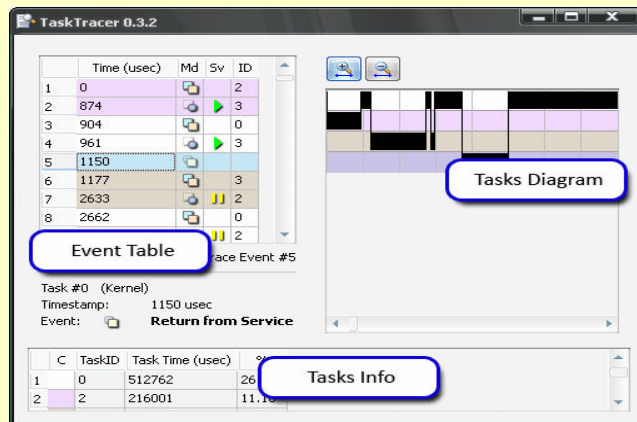 TaskTracer 0.3.2
Time (usec) Md Sv ID
1 0 2
2 874 3
3 904 0
4 961 3
5 1150
6 1177 3
7 2633 2
8 2662 0
2
Event Table
race Event #5
Task #0 (Kernel)
Timestamp: 1150 usec
Event: Return from Service
Tasks Diagram
C TaskID Task Time (usec)
1 0 512762 26
2 2 216001 11.
Tasks Info